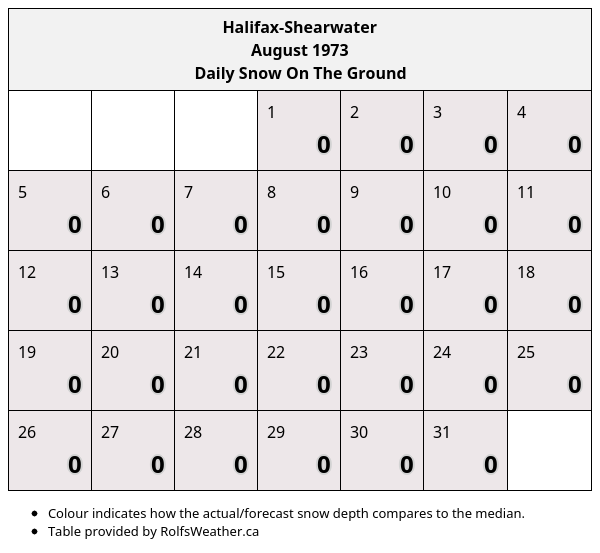 Halifax-Shearwater
August 1973
Daily Snow On The Ground
1 2 3 4
0 0 0 0
5 6 7 8 9 10 11
0 0 0 0 0 0 0
12 13 14 15 16 17 18
0 0 0 0 0 0 0
19 20 21 22 23 24 25
0 0 0 0 0 0 0
26 27 28 29 30 31
0 0 0 0 0 0
• Colour indicates how the actual/forecast snow depth compares to the median.
• Table provided by RolfsWeather.ca